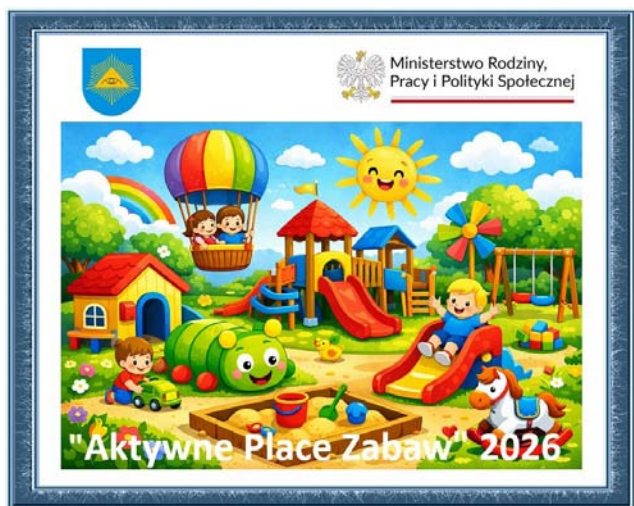 Ministerstwo Rodziny,
Pracy i Polityki Społecznej
"Aktywne Place Zabaw" 2026